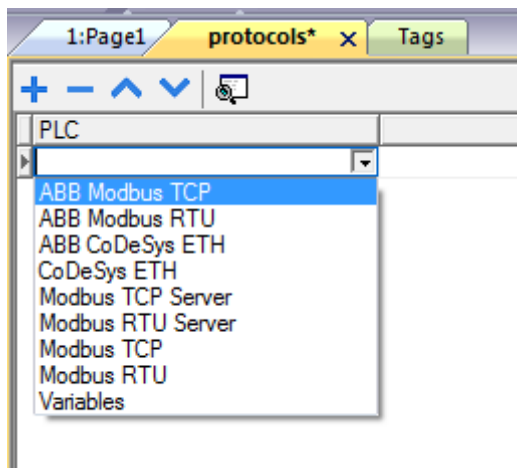 1:Page1 protocols* Tags
PLC
ABB Modbus TCP
ABB Modbus RTU
ABB CoDeSys ETH
CoDeSys ETH
Modbus TCP Server
Modbus RTU Server
Modbus TCP
Modbus RTU
Variables